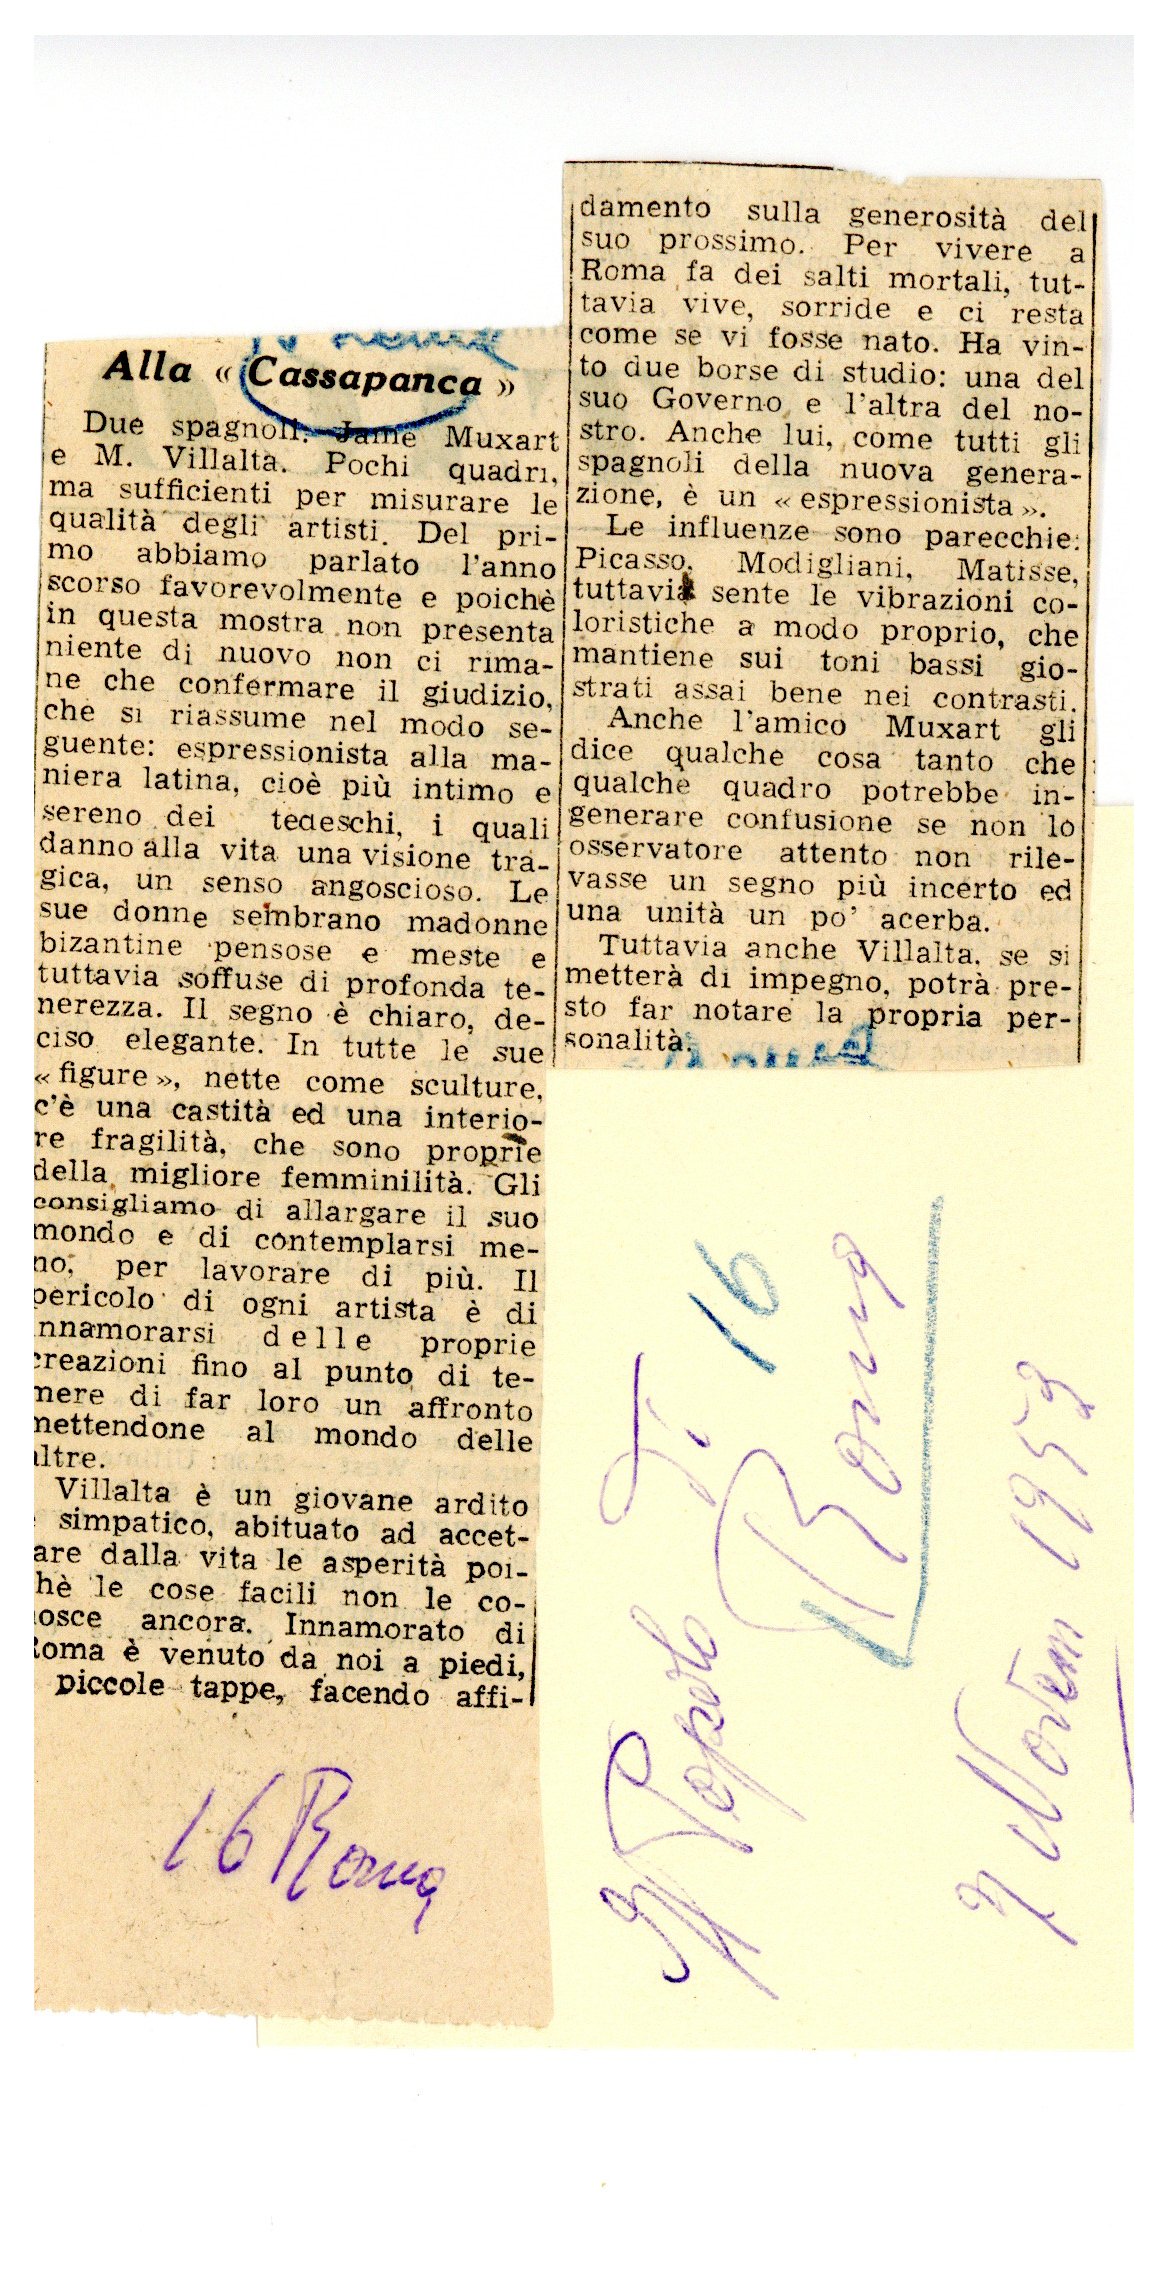 Alla « Cassapanca »
Due spagnoli. Jame Muxart
e M. Villalta. Pochi quadri,
ma sufficienti per misurare le
qualità degli artisti. Del pri-
mo abbiamo parlato l'anno
scorso favorevolmente e poichè
in questa mostra non presenta
niente di nuovo non ci rima-
ne che confermare il giudizio,
che si riassume nel modo se-
guente: espressionista alla ma-
niera latina, cioè più intimo e
sereno dei tedeschi, i quali
danno alla vita una visione tra-
gica, un senso angoscioso. Le
sue donne sembrano madonne
bizantine pensose e meste e
tuttavia soffuse di profonda te-
nerezza. Il segno è chiaro, de-
ciso elegante. In tutte le sue
« figure », nette come sculture,
c'è una castità ed una interio-
re fragilità, che sono proprie
della migliore femminilità. Gli
consigliamo di allargare il suo
mondo e di contemplarsi me-
no, per lavorare di più. Il
pericolo di ogni artista è di
nnamorarsi delle proprie
creazioni fino al punto di te-
mere di far loro un affronto
mettendone al mondo delle
altre.
Villalta è un giovane ardito
simpatico, abituato ad accet-
are dalla vita le asperità poi-
hè le cose facili non le co-
nosce ancora. Innamorato di
Roma è venuto da noi a piedi,
piccole tappe, facendo affi-
16 Roma
damento sulla generosità del
suo prossimo. Per vivere a
Roma fa dei salti mortali, tut-
tavia vive, sorride e ci resta
come se vi fosse nato. Ha vin-
to due borse di studio: una del
suo Governo e l'altra del no-
stro. Anche lui, come tutti gli
spagnoli della nuova genera-
zione, è un « espressionista ».
Le influenze sono parecchie:
Picasso, Modigliani, Matisse,
tuttavia sente le vibrazioni co-
loristiche a modo proprio, che
mantiene sui toni bassi gio-
strati assai bene nei contrasti.
Anche l'amico Muxart gli
dice qualche cosa tanto che
qualche quadro potrebbe in-
generare confusione se non lo
osservatore attento non rile-
vasse un segno più incerto ed
una unità un po' acerba.
Tuttavia anche Villalta, se si
metterà di impegno, potrà pre-
sto far notare la propria per-
sonalità.
Il Popolo di
16
Roma
7 Novem 1953